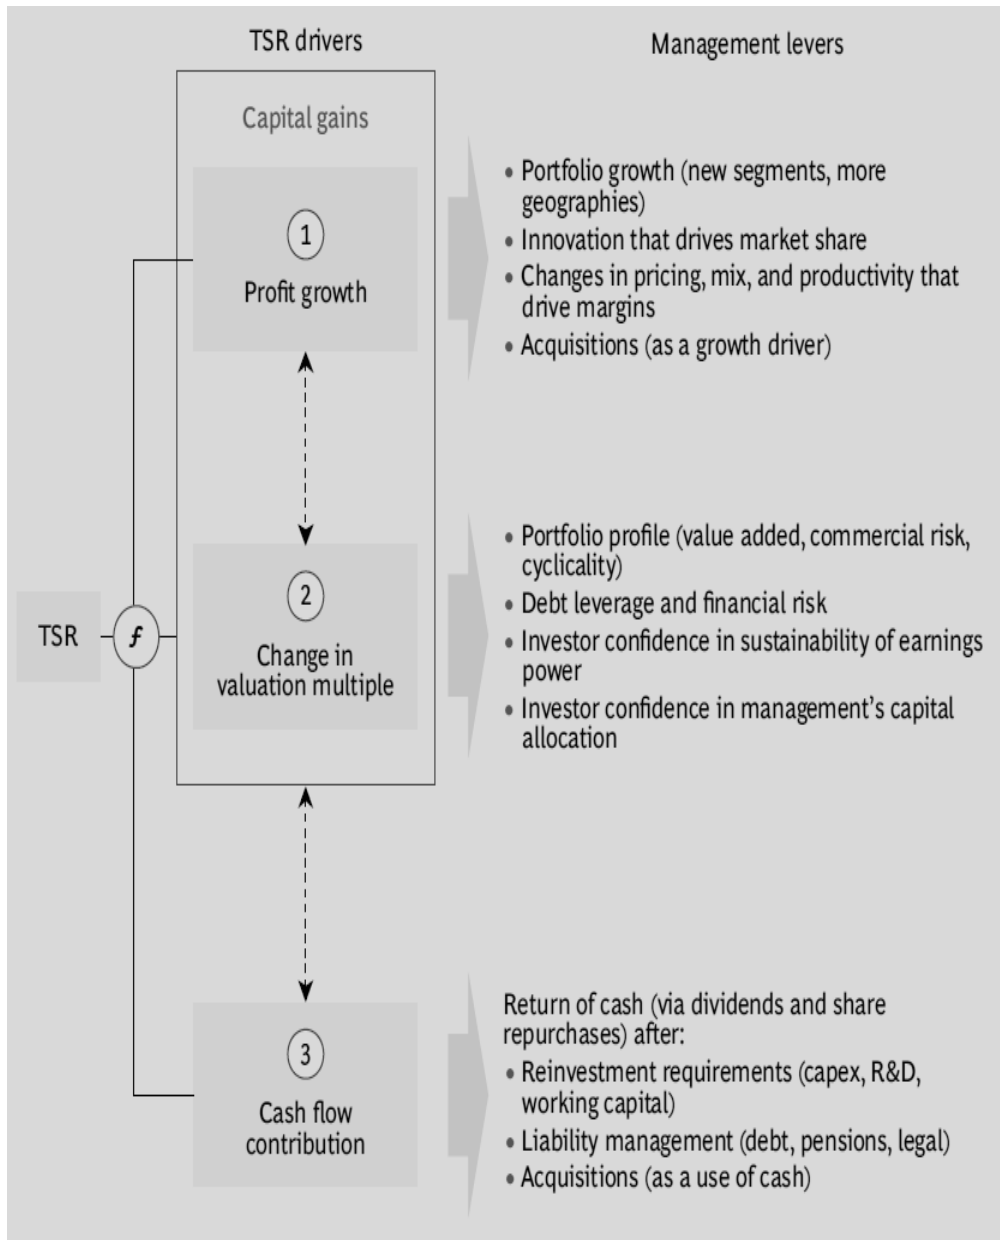 TSR drivers
Management levers
Capital gains
1
Profit growth
• Portfolio growth (new segments, more
geographies)
• Innovation that drives market share
• Changes in pricing, mix, and productivity that
drive margins
• Acquisitions (as a growth driver)
TSR
f
2
Change in
valuation multiple
• Portfolio profile (value added, commercial risk,
cyclicality)
• Debt leverage and financial risk
• Investor confidence in sustainability of earnings
power
• Investor confidence in management’s capital
allocation
3
Cash flow
contribution
Return of cash (via dividends and share
repurchases) after:
• Reinvestment requirements (capex, R&D,
working capital)
• Liability management (debt, pensions, legal)
• Acquisitions (as a use of cash)